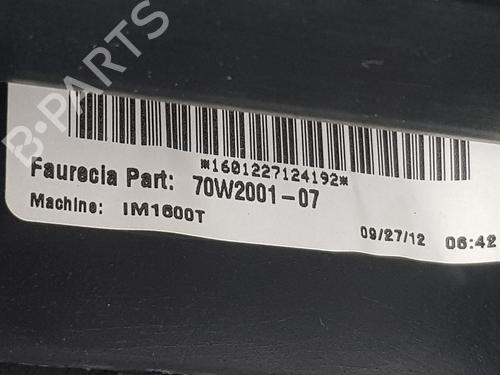 B-PARTS
*1601227124192*
Faurecia Part: 70W2001-07
Machine: IM1600T
09/27/12 06:42